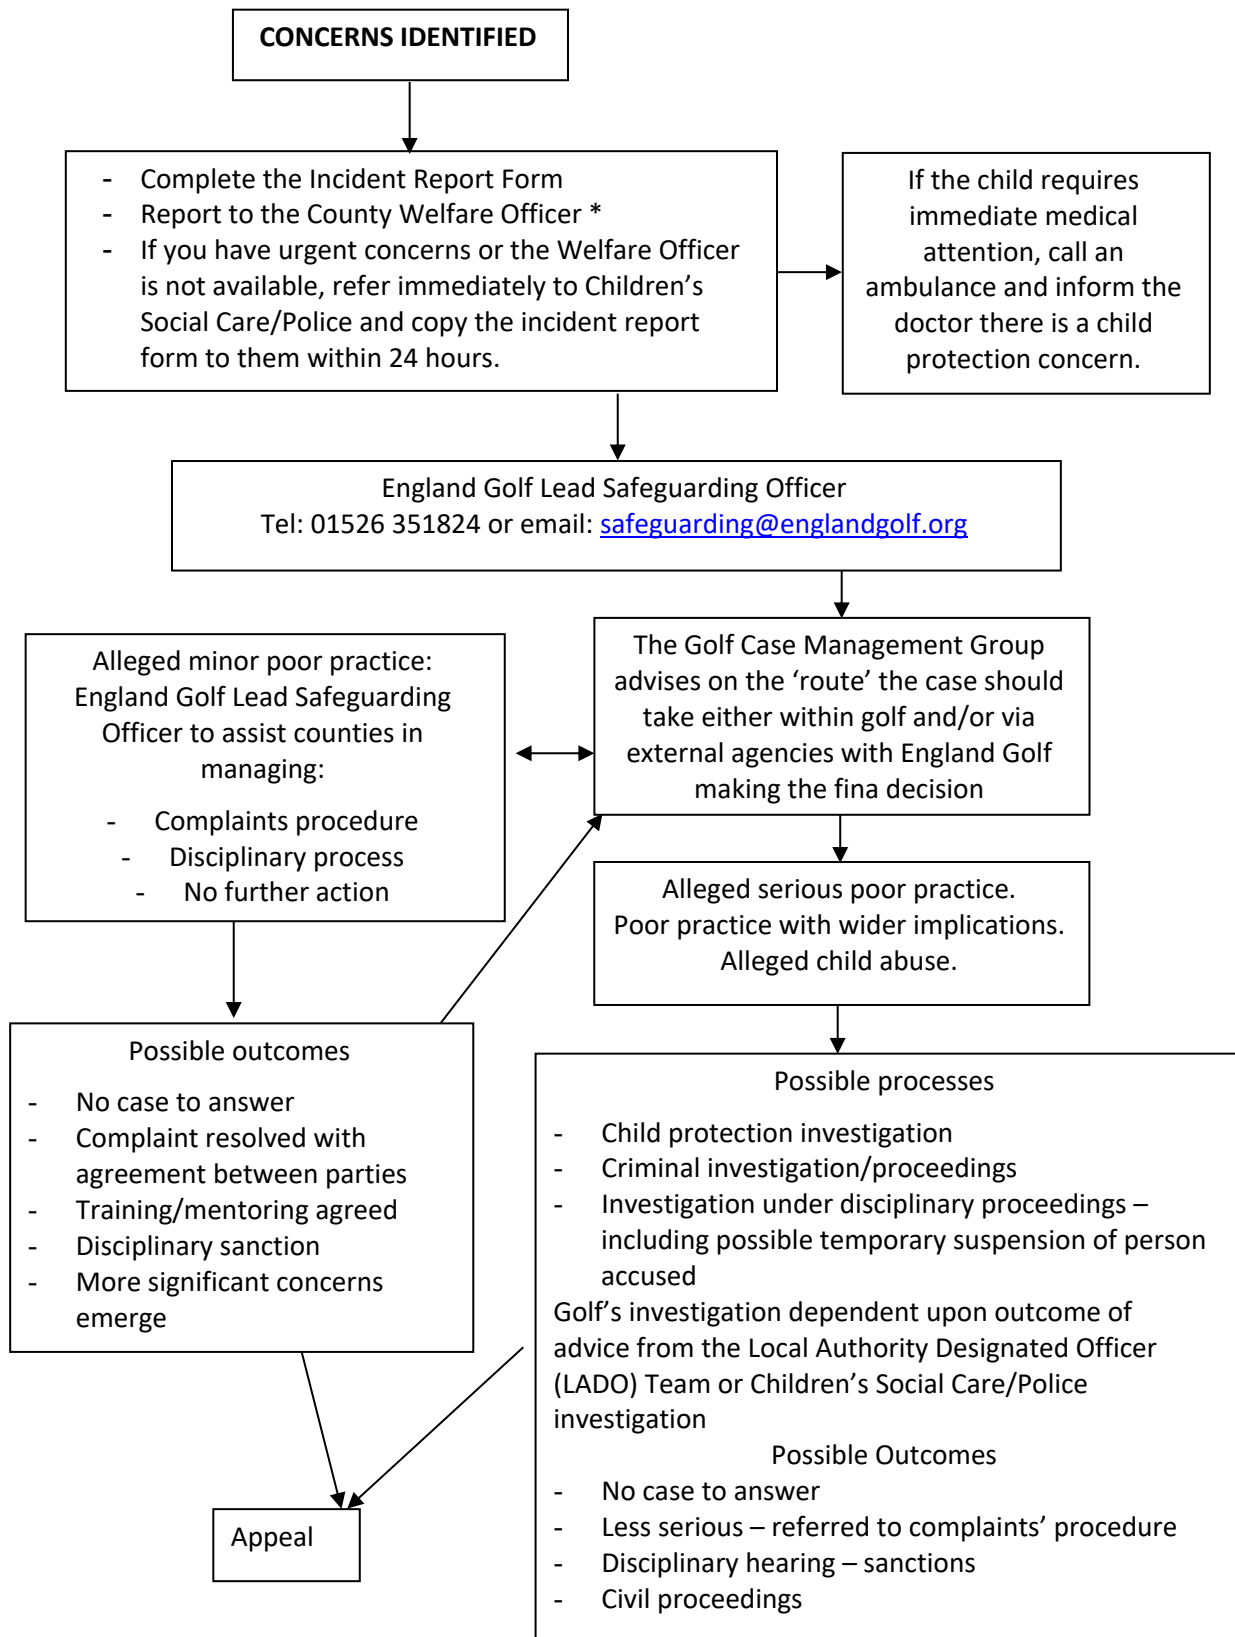 CONCERNS IDENTIFIED
- Complete the Incident Report Form
- Report to the County Welfare Officer *
- If you have urgent concerns or the Welfare Officer
is not available, refer immediately to Children’s
Social Care/Police and copy the incident report
form to them within 24 hours.
If the child requires
immediate medical
attention, call an
ambulance and inform the
doctor there is a child
protection concern.
England Golf Lead Safeguarding Officer
Tel: 01526 351824 or email: safeguarding@englandgolf.org
Alleged minor poor practice:
England Golf Lead Safeguarding
Officer to assist counties in
managing:
- Complaints procedure
- Disciplinary process
- No further action
The Golf Case Management Group
advises on the ‘route’ the case should
take either within golf and/or via
external agencies with England Golf
making the fina decision
Alleged serious poor practice.
Poor practice with wider implications.
Alleged child abuse.
Possible outcomes
- No case to answer
- Complaint resolved with
agreement between parties
- Training/mentoring agreed
- Disciplinary sanction
- More significant concerns
emerge
Possible processes
- Child protection investigation
- Criminal investigation/proceedings
- Investigation under disciplinary proceedings –
including possible temporary suspension of person
accused
Golf’s investigation dependent upon outcome of
advice from the Local Authority Designated Officer
(LADO) Team or Children’s Social Care/Police
investigation
Possible Outcomes
- No case to answer
- Less serious – referred to complaints’ procedure
- Disciplinary hearing – sanctions
- Civil proceedings
Appeal